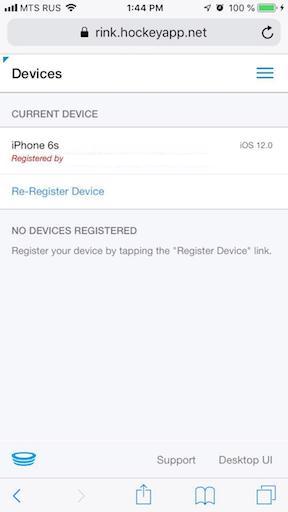 MTS RUS 1:44 PM 100 %
rink.hockeyapp.net
Devices
CURRENT DEVICE
iPhone 6s iOS 12.0
Registered by
Re-Register Device
NO DEVICES REGISTERED
Register your device by tapping the "Register Device" link.
Support Desktop UI